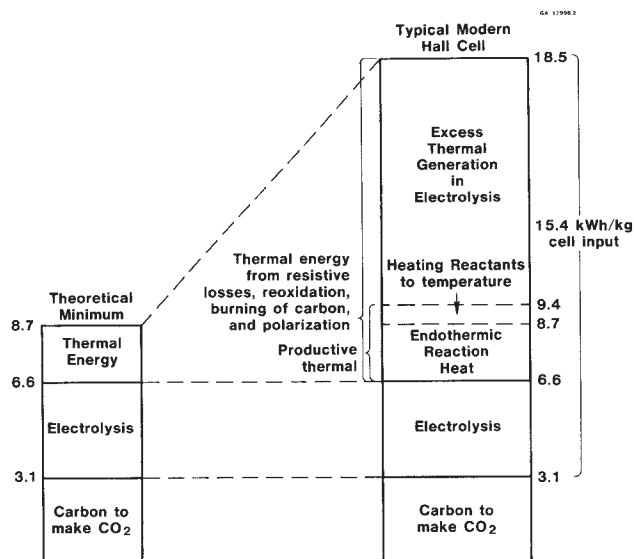 GA 17998.2
Typical Modern
Hall Cell
18.5
Excess
Thermal
Generation
in
Electrolysis
15.4 kWh/kg
cell input
Thermal energy
from resistive
losses, reoxidation,
burning of carbon,
and polarization
Heating Reactants
to temperature
Theoretical
Minimum
9.4
8.7
8.7
Thermal
Energy
Productive
thermal
Endothermic
Reaction
Heat
6.6
6.6
Electrolysis
Electrolysis
3.1
3.1
Carbon to
make CO2
Carbon to
make CO2